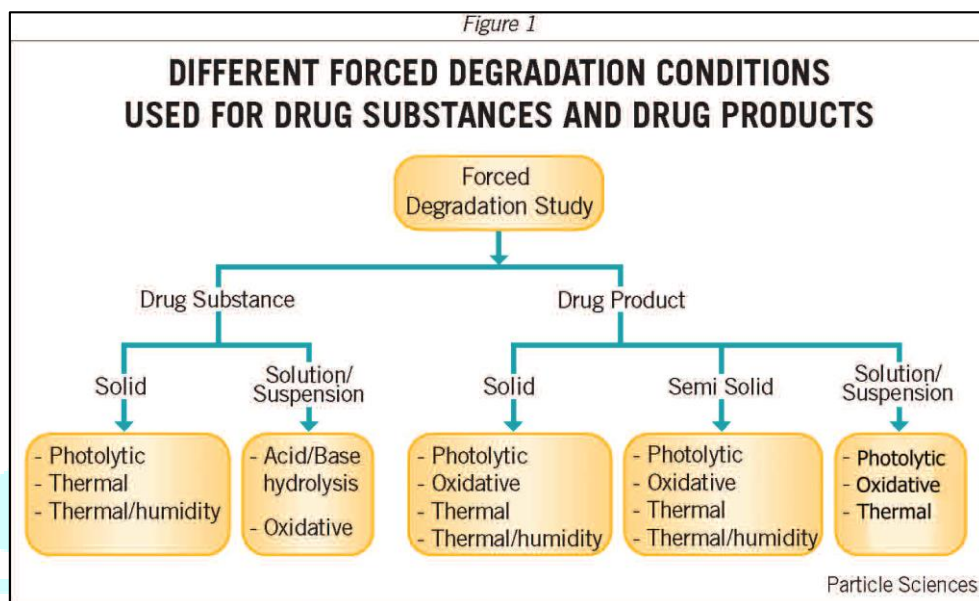 Figure 1
DIFFERENT FORCED DEGRADATION CONDITIONS
USED FOR DRUG SUBSTANCES AND DRUG PRODUCTS
Forced
Degradation Study
Drug Substance
Drug Product
Solid
Solution/
Suspension
Solid
Semi Solid
Solution/
Suspension
- Photolytic
- Thermal
- Thermal/humidity
- Acid/Base
hydrolysis
- Oxidative
- Photolytic
- Oxidative
- Thermal
- Thermal/humidity
- Photolytic
- Oxidative
- Thermal
- Thermal/humidity
- Photolytic
- Oxidative
- Thermal
Particle Sciences